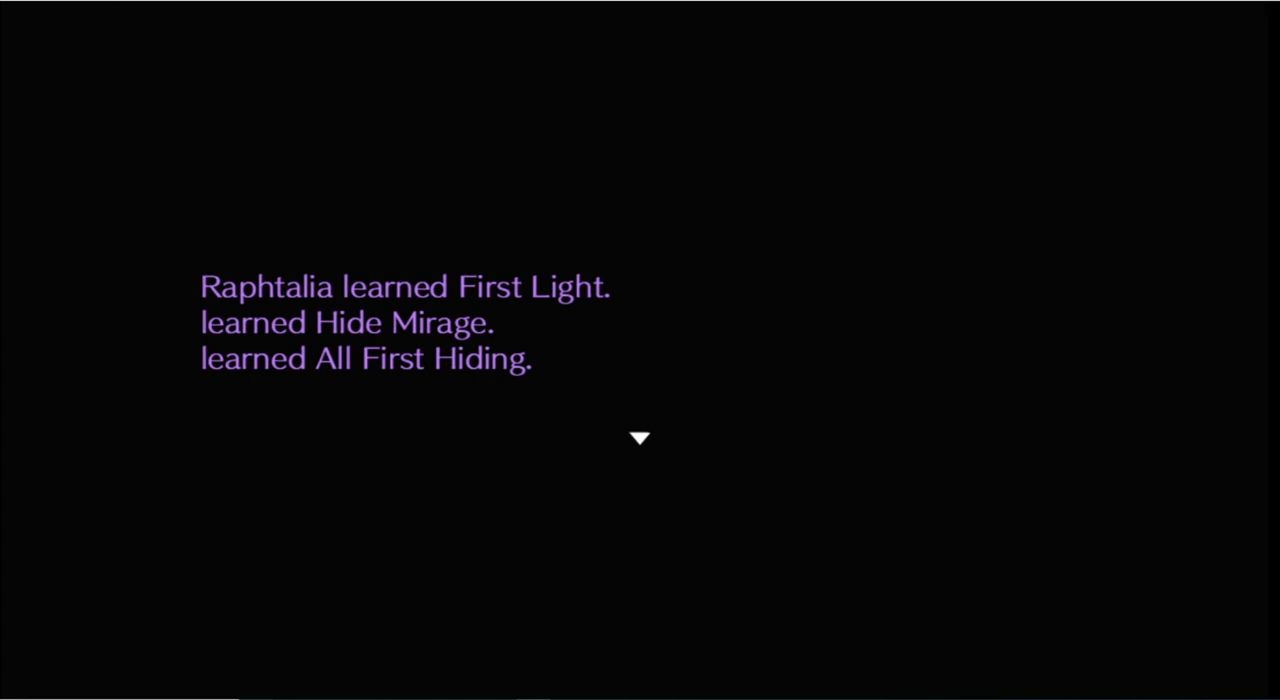 Raphtalia learned First Light.
learned Hide Mirage.
learned All First Hiding.